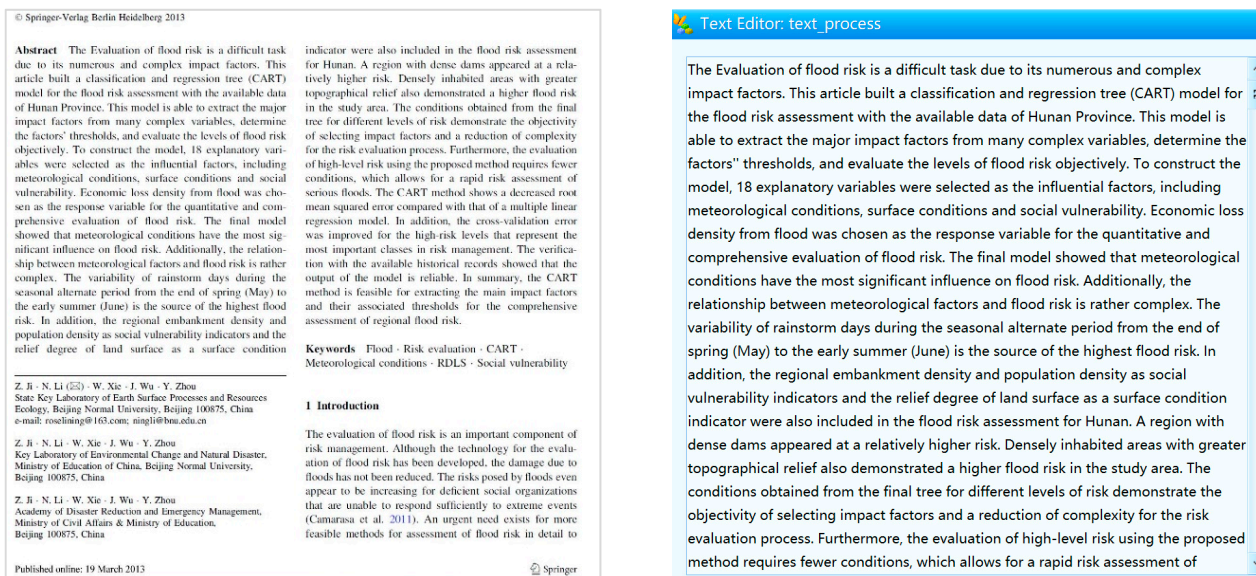 © Springer-Verlag Berlin Heidelberg 2013
Abstract The Evaluation of flood risk is a difficult task
due to its numerous and complex impact factors. This
article built a classification and regression tree (CART)
model for the flood risk assessment with the available data
of Hunan Province. This model is able to extract the major
impact factors from many complex variables, determine
the factors' thresholds, and evaluate the levels of flood risk
objectively. To construct the model, 18 explanatory vari-
ables were selected as the influential factors, including
meteorological conditions, surface conditions and social
vulnerability. Economic loss density from flood was cho-
sen as the response variable for the quantitative and com-
prehensive evaluation of flood risk. The final model
showed that meteorological conditions have the most sig-
nificant influence on flood risk. Additionally, the relation-
ship between meteorological factors and flood risk is rather
complex. The variability of rainstorm days during the
seasonal alternate period from the end of spring (May) to
the early summer (June) is the source of the highest flood
risk. In addition, the regional embankment density and
population density as social vulnerability indicators and the
relief degree of land surface as a surface condition
Z. Ji · N. Li (✉) · W. Xie · J. Wu · Y. Zhou
State Key Laboratory of Earth Surface Processes and Resources
Ecology, Beijing Normal University, Beijing 100875, China
e-mail: roselining@163.com; ningli@bnu.edu.cn
Z. Ji · N. Li · W. Xie · J. Wu · Y. Zhou
Key Laboratory of Environmental Change and Natural Disaster,
Ministry of Education of China, Beijing Normal University,
Beijing 100875, China
Z. Ji · N. Li · W. Xie · J. Wu · Y. Zhou
Academy of Disaster Reduction and Emergency Management,
Ministry of Civil Affairs & Ministry of Education,
Beijing 100875, China
Published online: 19 March 2013
indicator were also included in the flood risk assessment
for Hunan. A region with dense dams appeared at a rela-
tively higher risk. Densely inhabited areas with greater
topographical relief also demonstrated a higher flood risk
in the study area. The conditions obtained from the final
tree for different levels of risk demonstrate the objectivity
of selecting impact factors and a reduction of complexity
for the risk evaluation process. Furthermore, the evaluation
of high-level risk using the proposed method requires fewer
conditions, which allows for a rapid risk assessment of
serious floods. The CART method shows a decreased root
mean squared error compared with that of a multiple linear
regression model. In addition, the cross-validation error
was improved for the high-risk levels that represent the
most important classes in risk management. The verifica-
tion with the available historical records showed that the
output of the model is reliable. In summary, the CART
method is feasible for extracting the main impact factors
and their associated thresholds for the comprehensive
assessment of regional flood risk.
Keywords Flood · Risk evaluation · CART ·
Meteorological conditions · RDLS · Social vulnerability
1 Introduction
The evaluation of flood risk is an important component of
risk management. Although the technology for the evalu-
ation of flood risk has been developed, the damage due to
floods has not been reduced. The risks posed by floods even
appear to be increasing for deficient social organizations
that are unable to respond sufficiently to extreme events
(Camarasa et al. 2011). An urgent need exists for more
feasible methods for assessment of flood risk in detail to
Springer
Text Editor: text_process
The Evaluation of flood risk is a difficult task due to its numerous and complex
impact factors. This article built a classification and regression tree (CART) model for
the flood risk assessment with the available data of Hunan Province. This model is
able to extract the major impact factors from many complex variables, determine the
factors'' thresholds, and evaluate the levels of flood risk objectively. To construct the
model, 18 explanatory variables were selected as the influential factors, including
meteorological conditions, surface conditions and social vulnerability. Economic loss
density from flood was chosen as the response variable for the quantitative and
comprehensive evaluation of flood risk. The final model showed that meteorological
conditions have the most significant influence on flood risk. Additionally, the
relationship between meteorological factors and flood risk is rather complex. The
variability of rainstorm days during the seasonal alternate period from the end of
spring (May) to the early summer (June) is the source of the highest flood risk. In
addition, the regional embankment density and population density as social
vulnerability indicators and the relief degree of land surface as a surface condition
indicator were also included in the flood risk assessment for Hunan. A region with
dense dams appeared at a relatively higher risk. Densely inhabited areas with greater
topographical relief also demonstrated a higher flood risk in the study area. The
conditions obtained from the final tree for different levels of risk demonstrate the
objectivity of selecting impact factors and a reduction of complexity for the risk
evaluation process. Furthermore, the evaluation of high-level risk using the proposed
method requires fewer conditions, which allows for a rapid risk assessment of